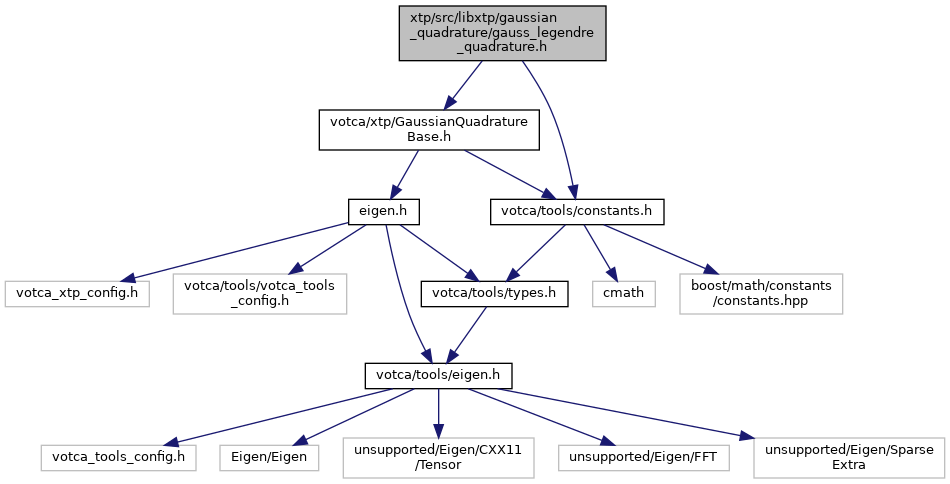 xtp/src/libxtp/gaussian
_quadrature/gauss_legendre
_quadrature.h
votca/xtp/GaussianQuadrature
Base.h
eigen.h
votca/tools/constants.h
votca_xtp_config.h
votca/tools/votca_tools
_config.h
votca/tools/types.h
cmath
boost/math/constants
/constants.hpp
votca/tools/eigen.h
votca_tools_config.h
Eigen/Eigen
unsupported/Eigen/CXX11
/Tensor
unsupported/Eigen/FFT
unsupported/Eigen/Sparse
Extra